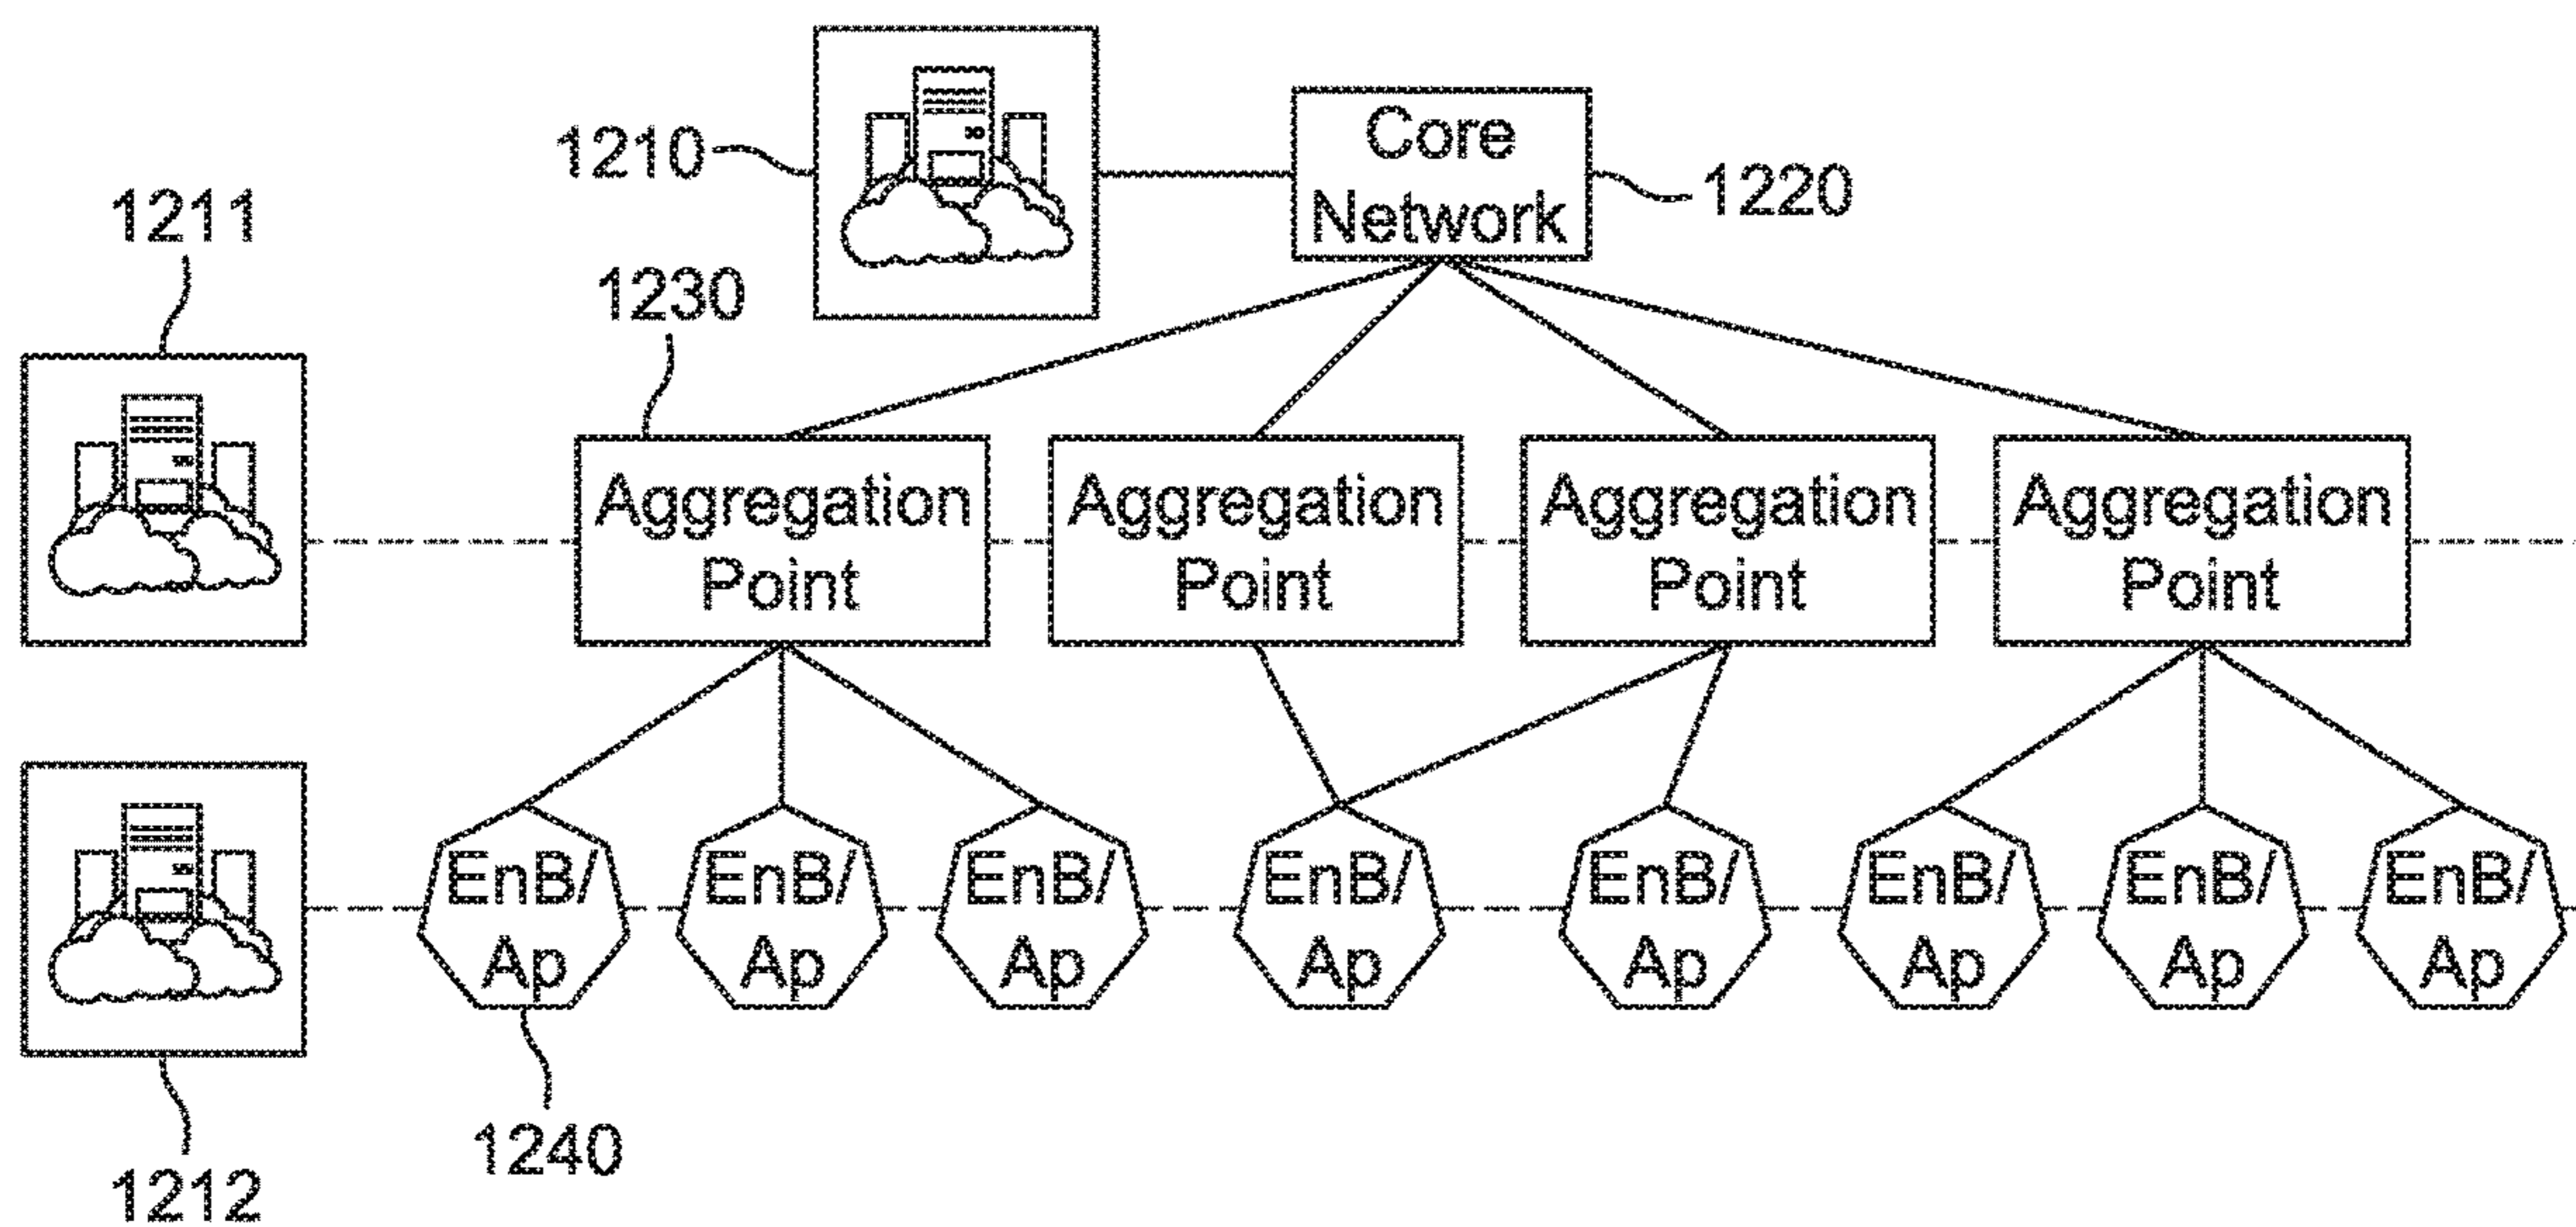 1210
Core
Network
1220
1211
1230
Aggregation
Point
Aggregation
Point
Aggregation
Point
Aggregation
Point
EnB/
Ap
EnB/
Ap
EnB/
Ap
EnB/
Ap
EnB/
Ap
EnB/
Ap
EnB/
Ap
EnB/
Ap
1240
1212